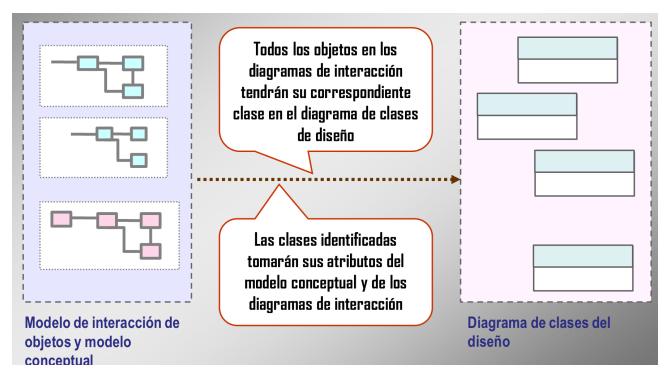 Todos los objetos en los
diagramas de interacción
tendrán su correspondiente
clase en el diagrama de clases
de diseño
Las clases identificadas
tomarán sus atributos del
modelo conceptual y de los
diagramas de interacción
Modelo de interacción de
objetos y modelo
conceptual
Diagrama de clases del
diseño